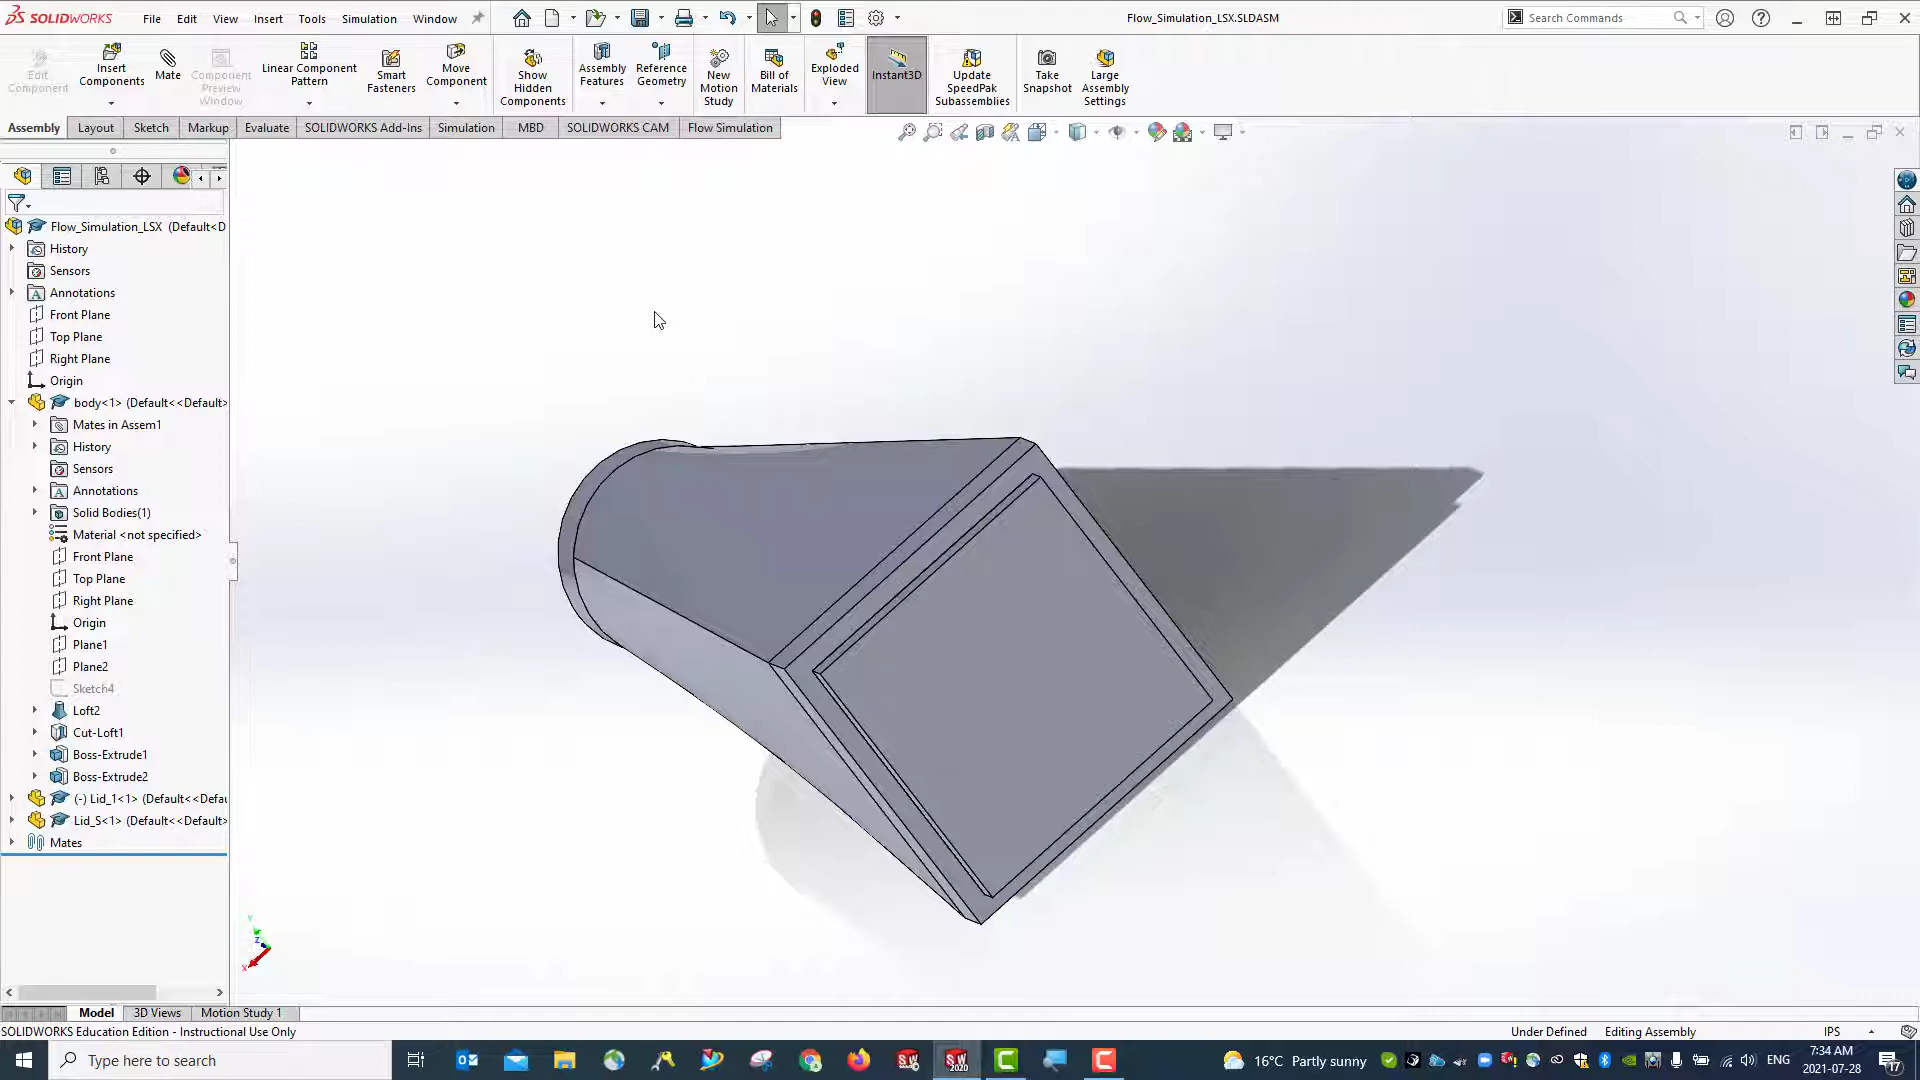 SOLIDWORKS File Edit View Insert Tools Simulation Window Flow_Simulation_LSX.SLDASM Search Commands
Edit Component
Insert Components
Mate
Component Preview Window
Linear Component Pattern
Smart Fasteners
Move Component
Show Hidden Components
Assembly Features
Reference Geometry
New Motion Study
Bill of Materials
Exploded View
Instant3D
Update SpeedPak Subassemblies
Take Snapshot
Large Assembly Settings
Assembly Layout Sketch Markup Evaluate SOLIDWORKS Add-Ins Simulation MBD SOLIDWORKS CAM Flow Simulation
Flow_Simulation_LSX (Default<D
History
Sensors
Annotations
Front Plane
Top Plane
Right Plane
Origin
body<1> (Default<<Default>
Mates in Assem1
History
Sensors
Annotations
Solid Bodies(1)
Material <not specified>
Front Plane
Top Plane
Right Plane
Origin
Plane1
Plane2
Sketch4
Loft2
Cut-Loft1
Boss-Extrude1
Boss-Extrude2
(-) Lid_1<1> (Default<<Defau
Lid_S<1> (Default<<Default>
Mates
Y
Z
X
Model 3D Views Motion Study 1
SOLIDWORKS Education Edition - Instructional Use Only Under Defined Editing Assembly IPS
Type here to search 16°C Partly sunny ENG 7:34 AM
2021-07-28
17